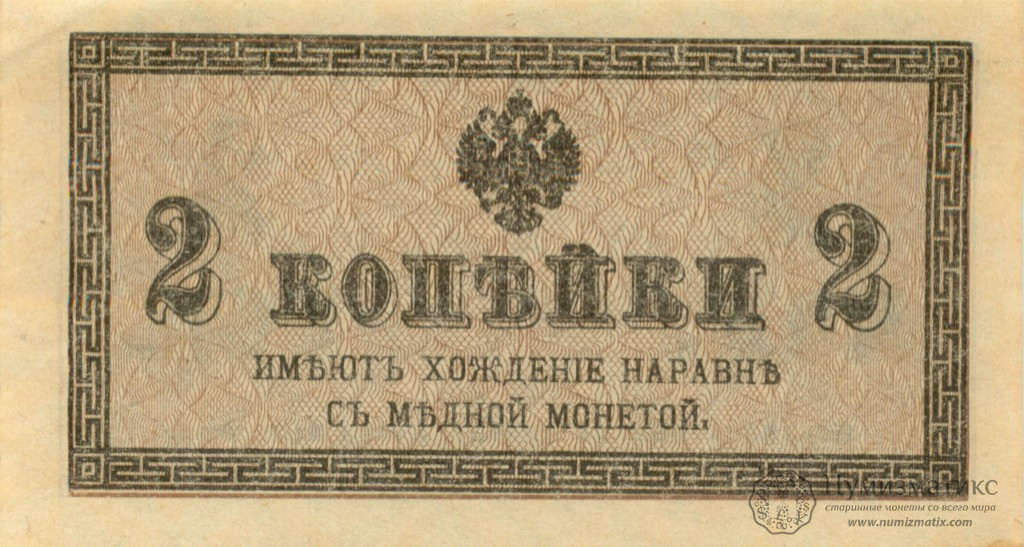 2 КОПѢЙКИ 2
ИМѢЮТЪ ХОЖДЕНІЕ НАРАВНѢ
СЪ МѢДНОЙ МОНЕТОЙ.
Нумизматикс
старинные монеты со всего мира
www.numizmatix.com